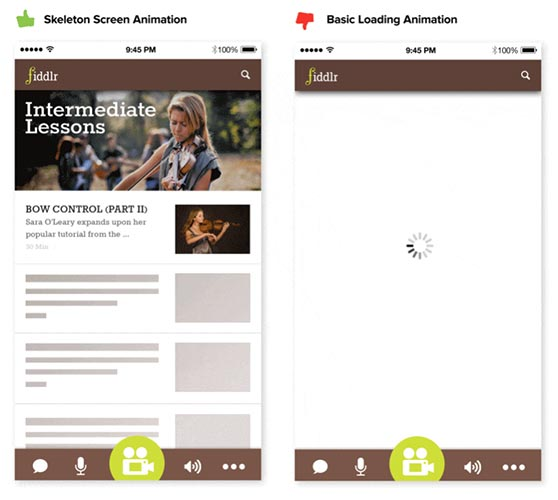 Skeleton Screen Animation
9:45 PM
100%
fiddlr
Intermediate
Lessons
BOW CONTROL (PART II)
Sara O'Leary expands upon her
popular tutorial from the ...
30 Min
Basic Loading Animation
9:45 PM
100%
fiddlr